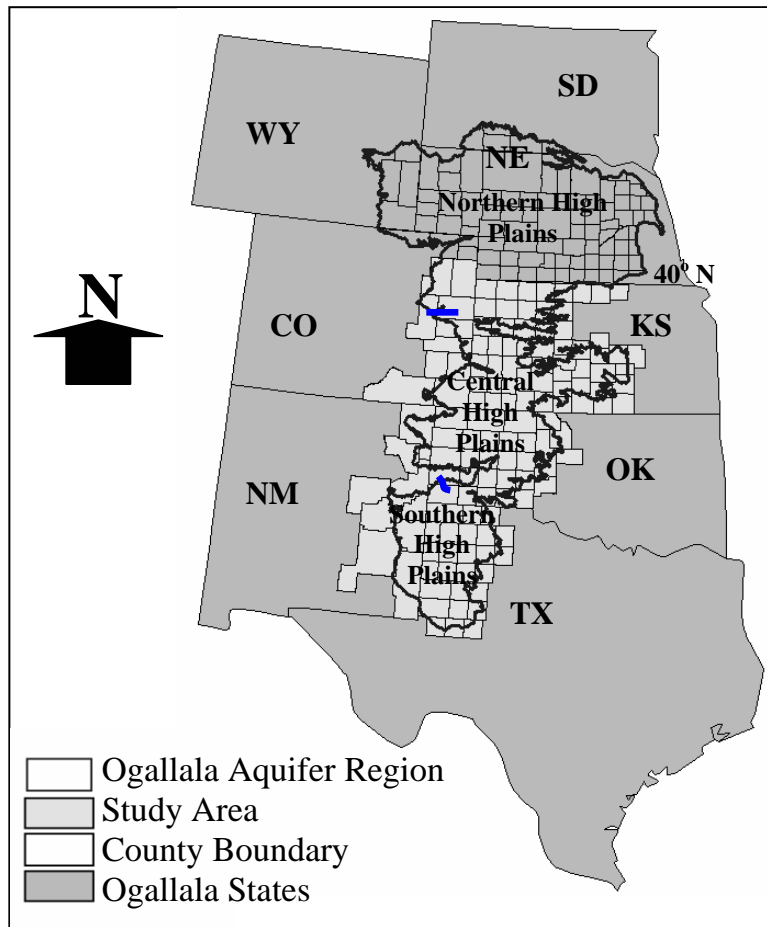 SD
WY
NE
Northern High
Plains
40° N
N
CO
KS
Central
High
Plains
OK
NM
Southern
High
Plains
TX
Ogallala Aquifer Region
Study Area
County Boundary
Ogallala States